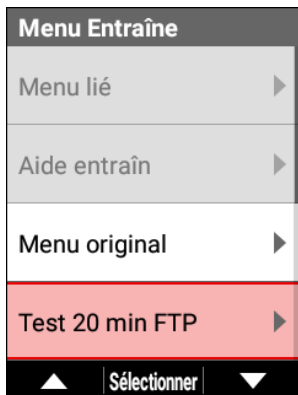 Menu Entraîne
Menu lié
Aide entraîn
Menu original
Test 20 min FTP
Sélectionner